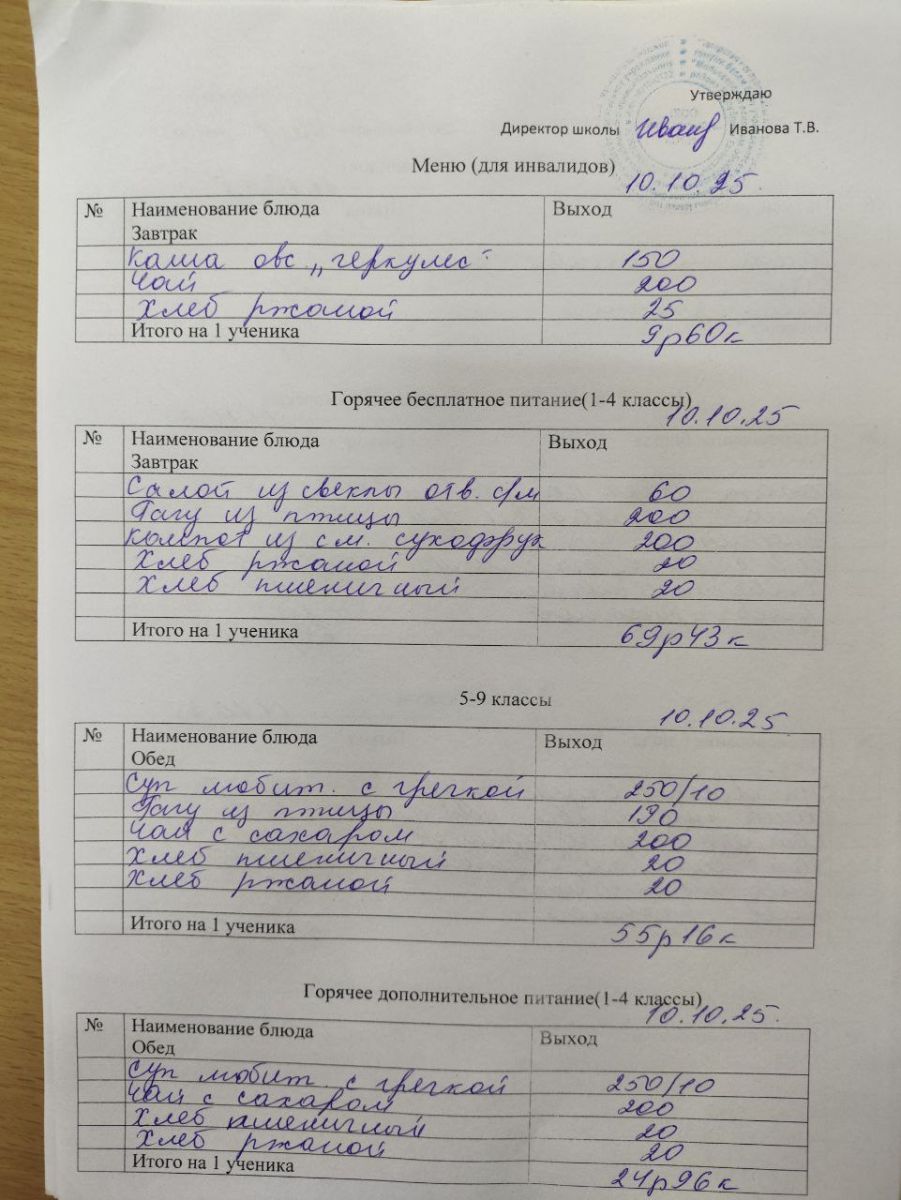 Утверждаю
Директор школы Иванова Т.В.
Меню (для инвалидов)
10.10.25
№ Наименование блюда Выход
Завтрак
Каша овс "геркулес" 150
Чай 200
Хлеб ржаной 25
Итого на 1 ученика 9р60к
Горячее бесплатное питание(1-4 классы)
10.10.25
№ Наименование блюда Выход
Завтрак
Салат из свеклы отв. с/м 60
Рагу из птицы 200
Компот из см. сухофрук 200
Хлеб ржаной 20
Хлеб пшеничный 20
Итого на 1 ученика 69р43к
5-9 классы
10.10.25
№ Наименование блюда Выход
Обед
Суп любит. с гречкой 250/10
Рагу из птицы 190
Чай с сахаром 200
Хлеб пшеничный 20
Хлеб ржаной 20
Итого на 1 ученика 55р16к
Горячее дополнительное питание(1-4 классы)
10.10.25.
№ Наименование блюда Выход
Обед
Суп любит. с гречкой 250/10
Чай с сахаром 200
Хлеб пшеничный 20
Хлеб ржаной 20
Итого на 1 ученика 24р96к